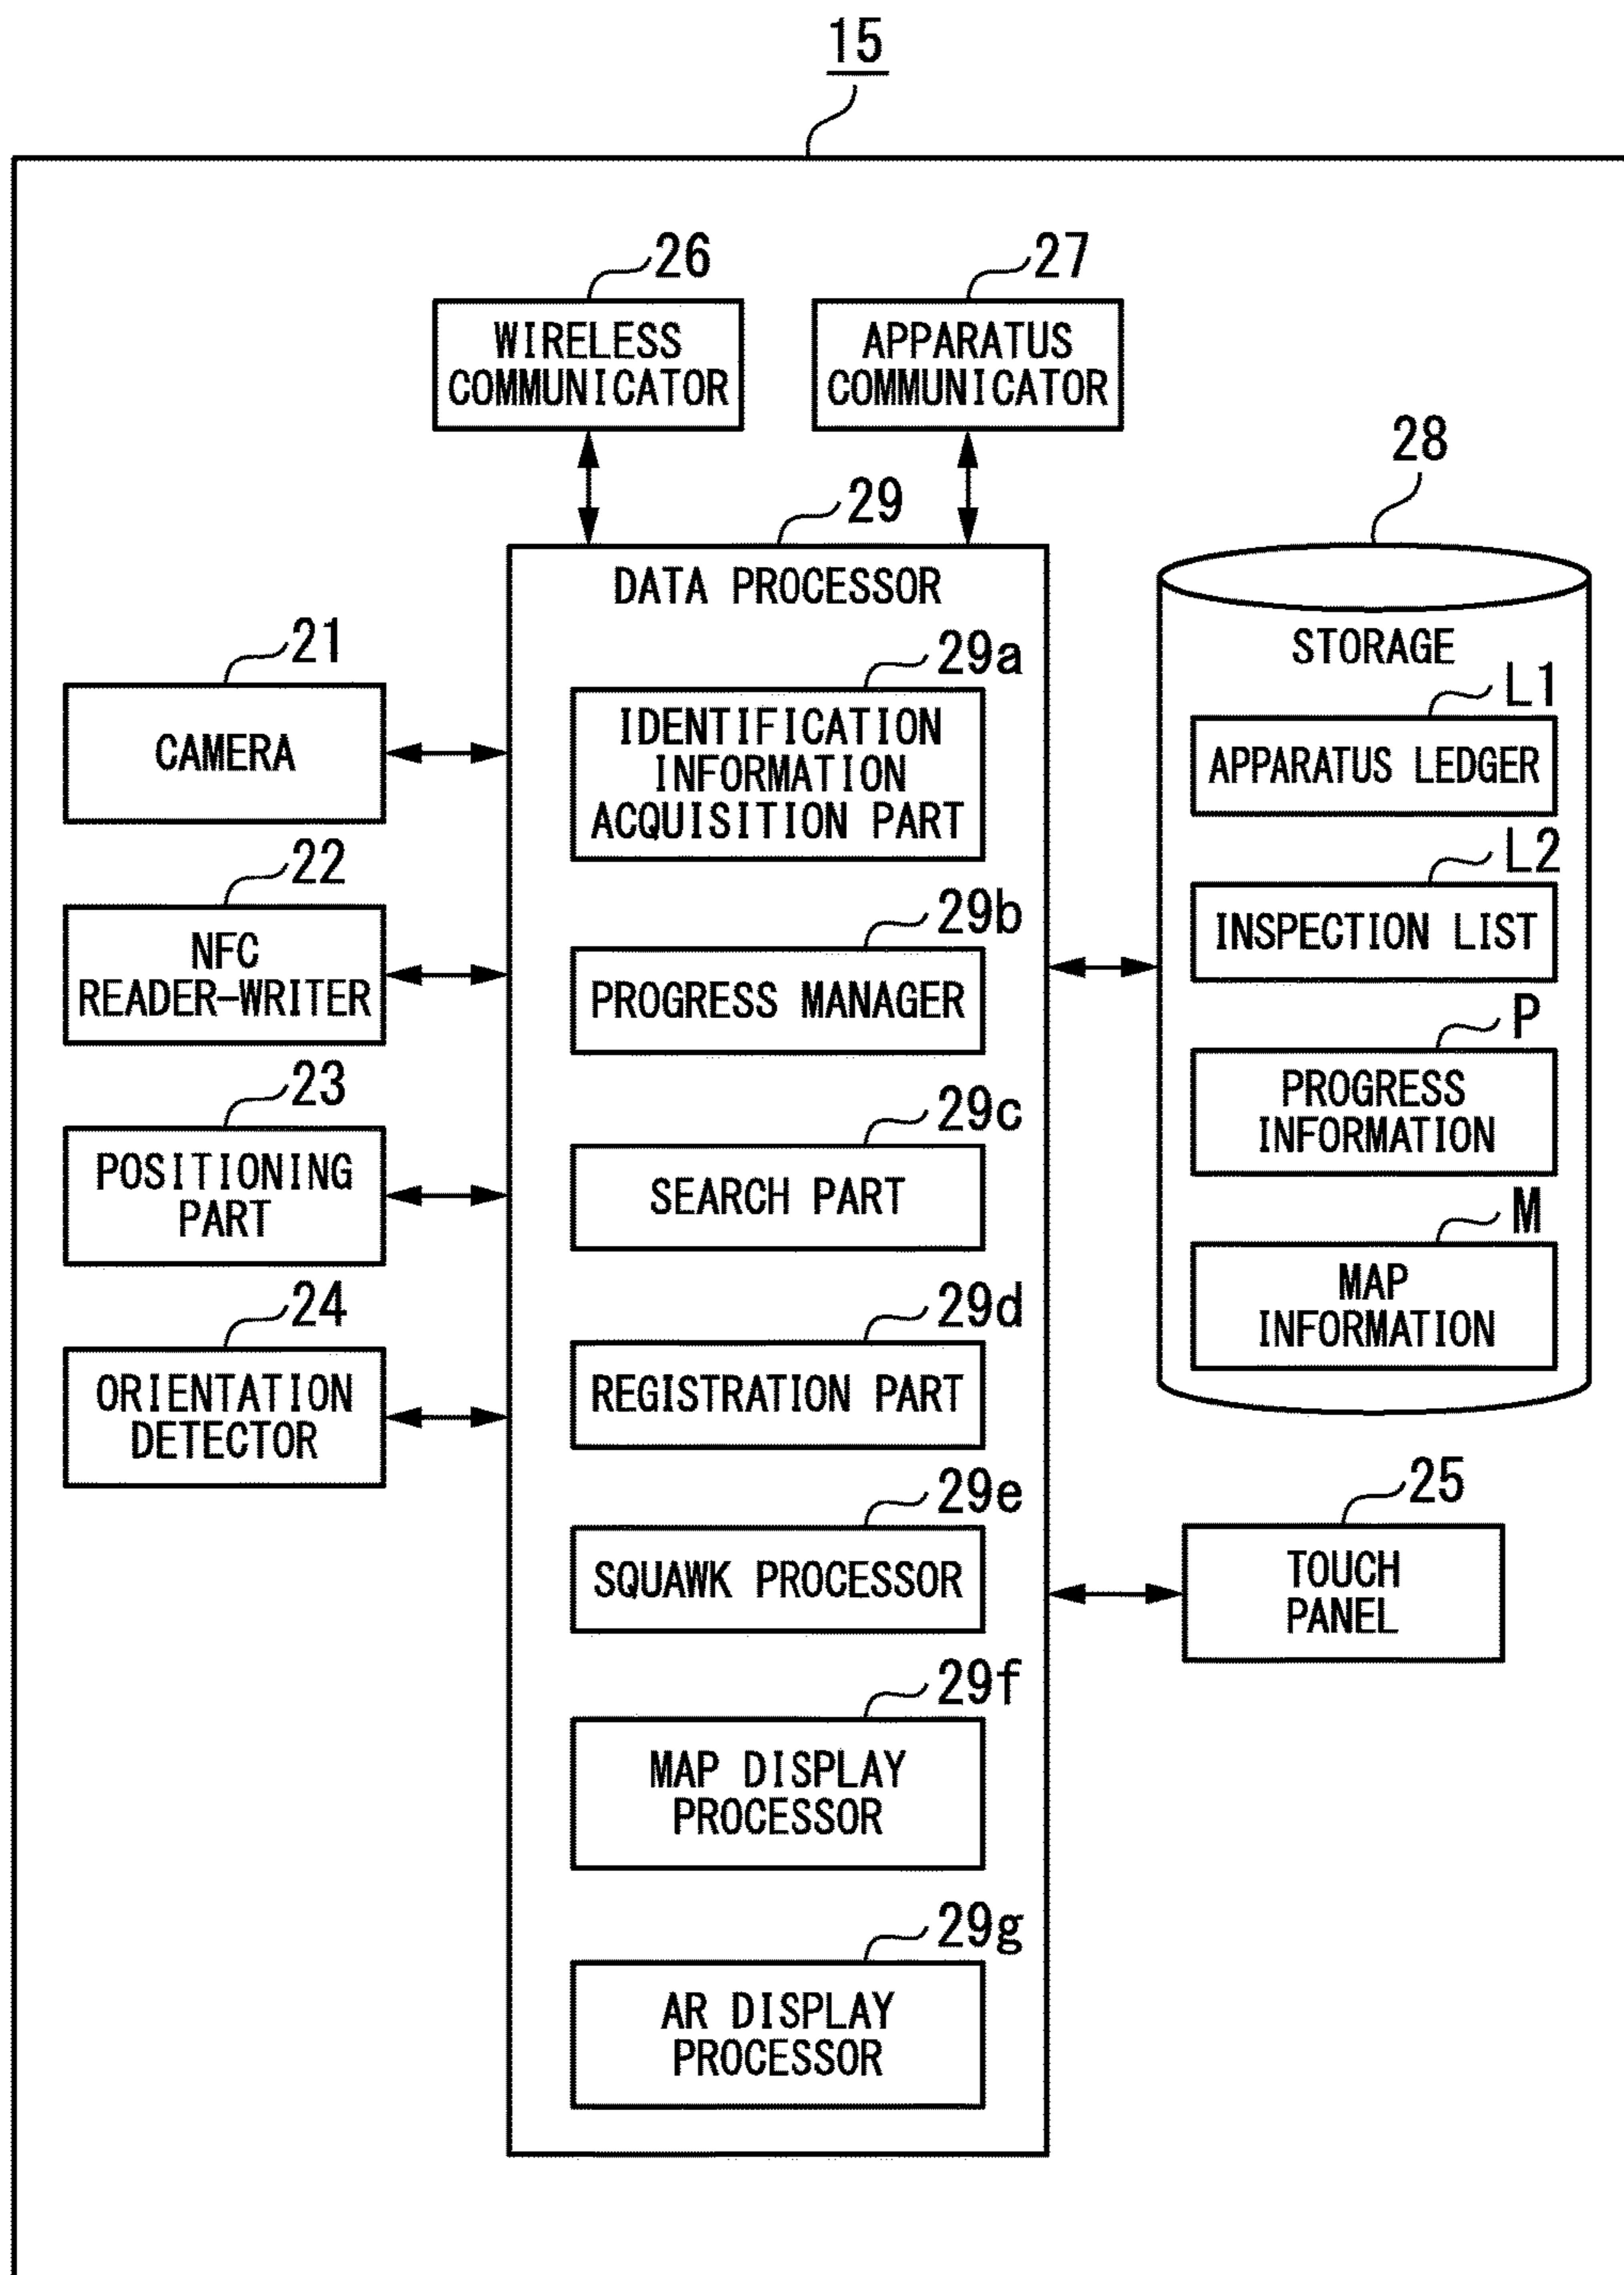 15
26
WIRELESS
COMMUNICATOR
27
APPARATUS
COMMUNICATOR
29
DATA PROCESSOR
28
STORAGE
21
CAMERA
22
NFC
READER-WRITER
23
POSITIONING
PART
24
ORIENTATION
DETECTOR
29a
IDENTIFICATION
INFORMATION
ACQUISITION PART
29b
PROGRESS MANAGER
29c
SEARCH PART
29d
REGISTRATION PART
29e
SQUAWK PROCESSOR
29f
MAP DISPLAY
PROCESSOR
29g
AR DISPLAY
PROCESSOR
L1
APPARATUS LEDGER
L2
INSPECTION LIST
P
PROGRESS
INFORMATION
M
MAP
INFORMATION
25
TOUCH
PANEL